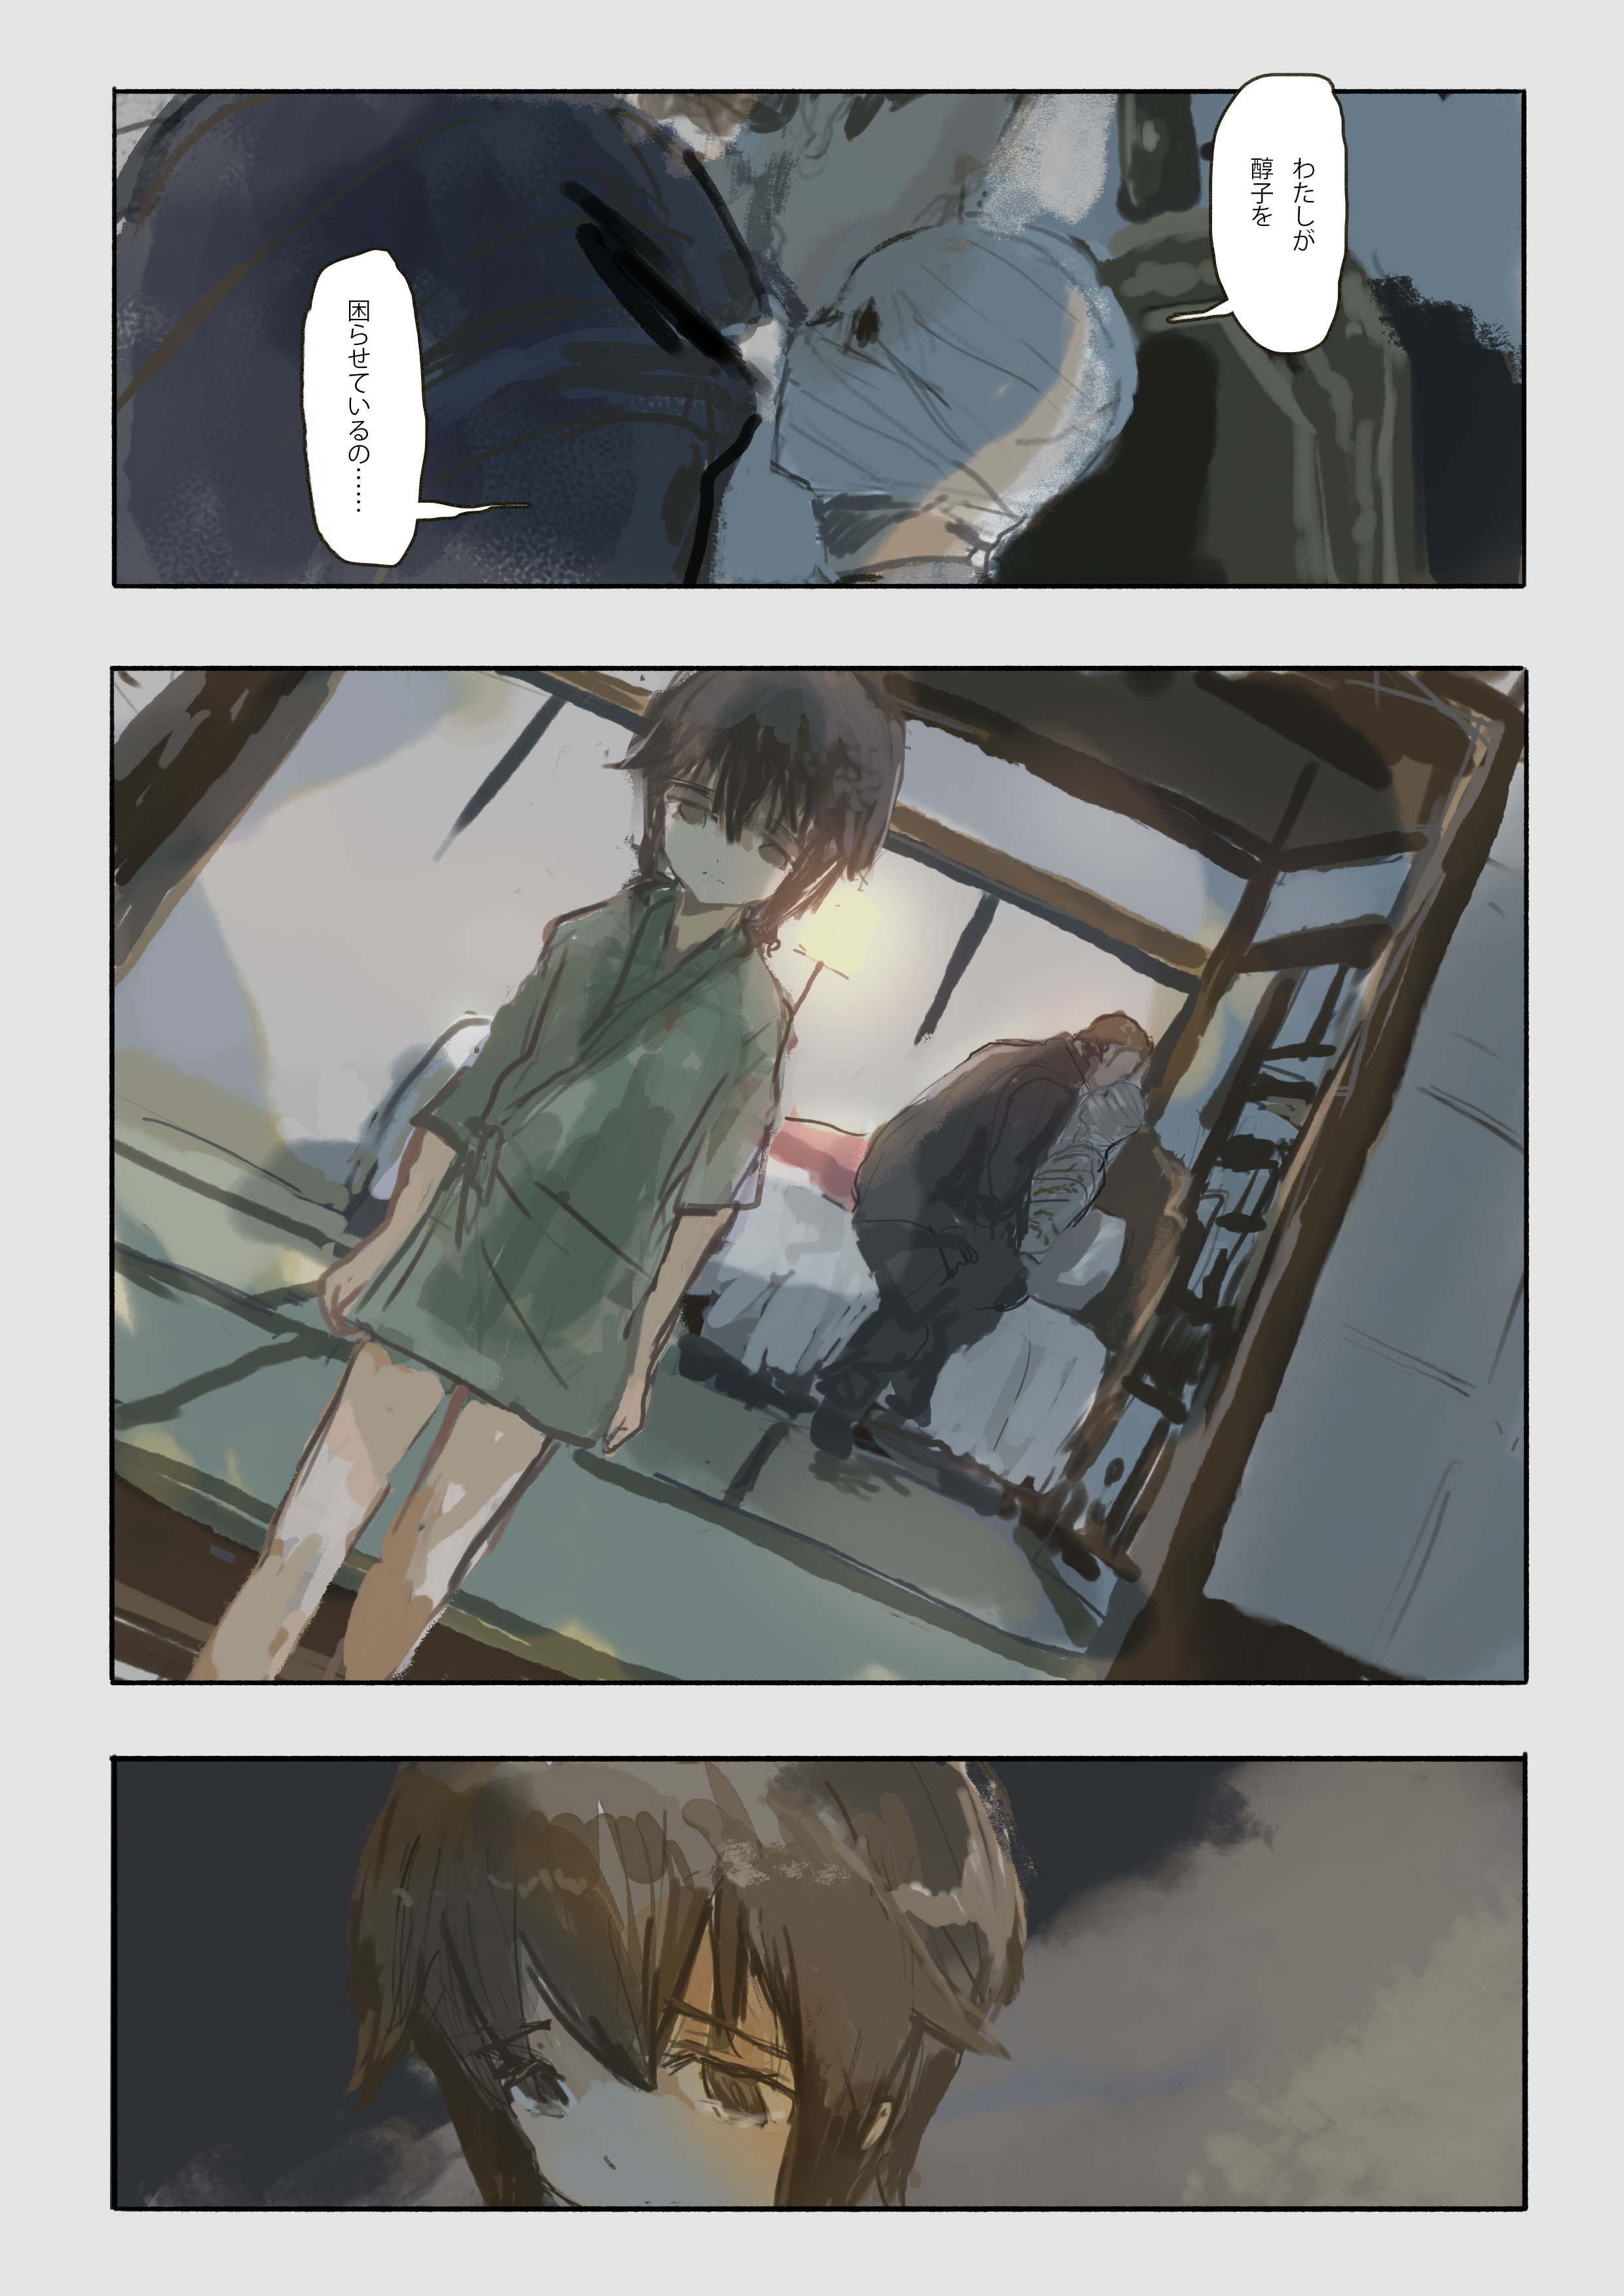 わたしが
醇子を
困らせているの……